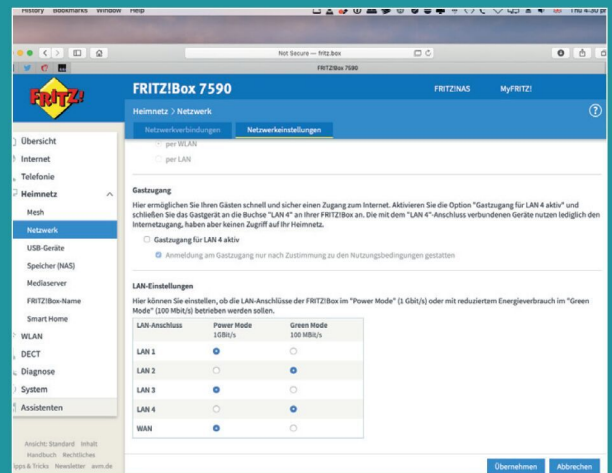 History Bookmarks Window Help
Thu 4:30 pm
Not Secure — fritz.box
FRITZ!Box 7590
FRITZ!
FRITZ!Box 7590
FRITZ!NAS MyFRITZ!
Heimnetz > Netzwerk
?
Netzwerkverbindungen Netzwerkeinstellungen
Übersicht
Internet
Telefonie
Heimnetz
Mesh
Netzwerk
USB-Geräte
Speicher (NAS)
Mediaserver
FRITZ!Box-Name
Smart Home
WLAN
DECT
Diagnose
System
Assistenten
Ansicht: Standard Inhalt
Handbuch Rechtliches
Tipps & Tricks Newsletter avm.de
per WLAN
per LAN
Gastzugang
Hier ermöglichen Sie Ihren Gästen schnell und sicher einen Zugang zum Internet. Aktivieren Sie die Option "Gastzugang für LAN 4 aktiv" und
schließen Sie das Gastgerät an die Buchse "LAN 4" an Ihrer FRITZ!Box an. Die mit dem "LAN 4"-Anschluss verbundenen Geräte nutzen lediglich den
Internetzugang, haben aber keinen Zugriff auf Ihr Heimnetz.
Gastzugang für LAN 4 aktiv
Anmeldung am Gastzugang nur nach Zustimmung zu den Nutzungsbedingungen gestatten
LAN-Einstellungen
Hier können Sie einstellen, ob die LAN-Anschlüsse der FRITZ!Box im "Power Mode" (1 Gbit/s) oder mit reduziertem Energieverbrauch im "Green
Mode" (100 Mbit/s) betrieben werden sollen.
LAN-Anschluss Power Mode Green Mode
1GBit/s 100 MBit/s
LAN 1
LAN 2
LAN 3
LAN 4
WAN
Übernehmen Abbrechen